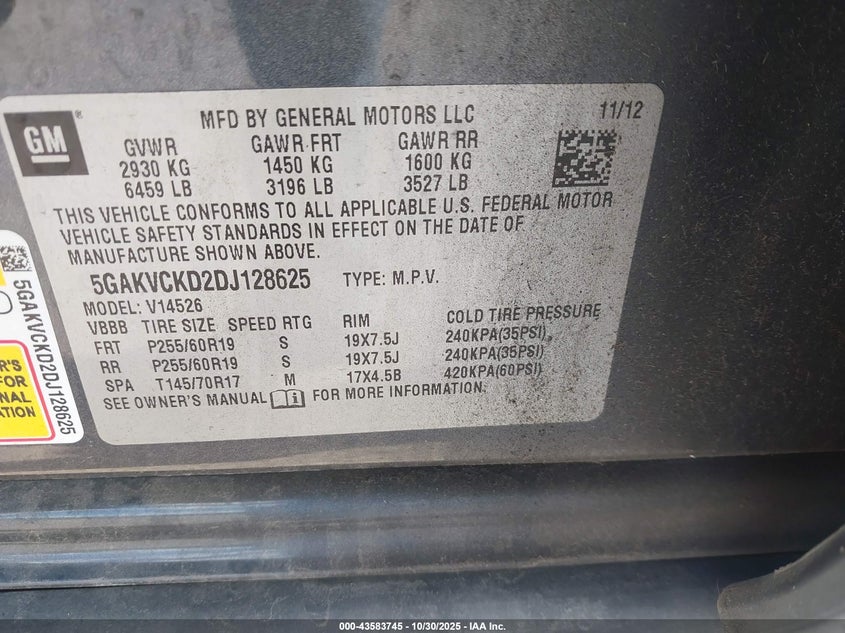 GM ®
MFD BY GENERAL MOTORS LLC 11/12
GVWR GAWR FRT GAWR RR
2930 KG 1450 KG 1600 KG
6459 LB 3196 LB 3527 LB
THIS VEHICLE CONFORMS TO ALL APPLICABLE U.S. FEDERAL MOTOR
VEHICLE SAFETY STANDARDS IN EFFECT ON THE DATE OF
MANUFACTURE SHOWN ABOVE.
5GAKVCKD2DJ128625 TYPE: M.P.V.
MODEL: V14526
VBBB TIRE SIZE SPEED RTG RIM COLD TIRE PRESSURE
FRT P255/60R19 S 19X7.5J 240KPA(35PSI)
RR P255/60R19 S 19X7.5J 240KPA(35PSI)
SPA T145/70R17 M 17X4.5B 420KPA(60PSI)
SEE OWNER'S MANUAL FOR MORE INFORMATION.
5GAKVCKD2DJ128625
R'S
FOR
NAL
ATION
000-43583745 - 10/30/2025 - IAA Inc.